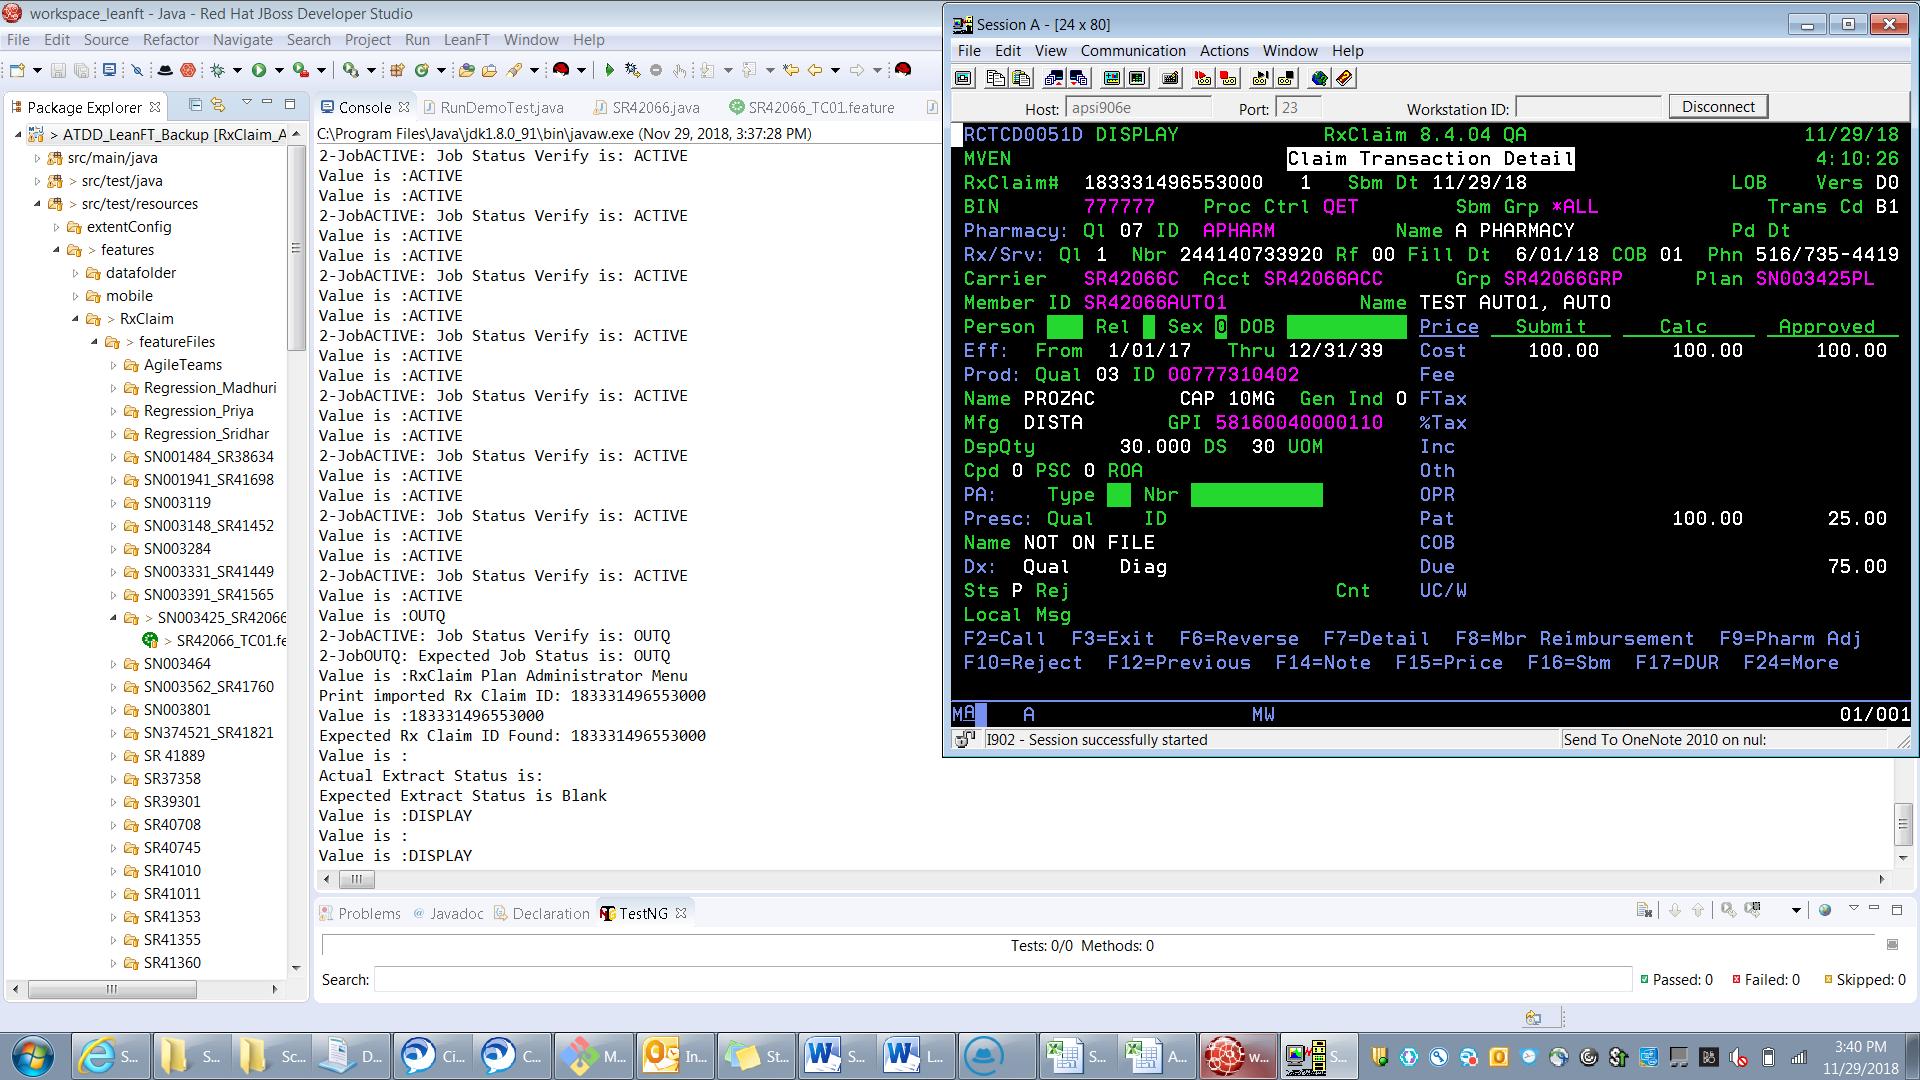 workspace_leanft - Java - Red Hat JBoss Developer Studio
File Edit Source Refactor Navigate Search Project Run LeanFT Window Help
Package Explorer
> ATDD_LeanFT_Backup [RxClaim_A
src/main/java
> src/test/java
> src/test/resources
extentConfig
> features
datafolder
mobile
> RxClaim
> featureFiles
AgileTeams
Regression_Madhuri
Regression_Priya
Regression_Sridhar
SN001484_SR38634
SN001941_SR41698
SN003119
SN003148_SR41452
SN003284
SN003331_SR41449
SN003391_SR41565
> SN003425_SR42066
> SR42066_TC01.fe
SN003464
SN003562_SR41760
SN003801
SN374521_SR41821
SR 41889
SR37358
SR39301
SR40708
SR40745
SR41010
SR41011
SR41353
SR41355
SR41360
Console RunDemoTest.java SR42066.java SR42066_TC01.feature
C:\Program Files\Java\jdk1.8.0_91\bin\javaw.exe (Nov 29, 2018, 3:37:28 PM)
2-JobACTIVE: Job Status Verify is: ACTIVE
Value is :ACTIVE
Value is :ACTIVE
2-JobACTIVE: Job Status Verify is: ACTIVE
Value is :ACTIVE
Value is :ACTIVE
2-JobACTIVE: Job Status Verify is: ACTIVE
Value is :ACTIVE
Value is :ACTIVE
2-JobACTIVE: Job Status Verify is: ACTIVE
Value is :ACTIVE
Value is :ACTIVE
2-JobACTIVE: Job Status Verify is: ACTIVE
Value is :ACTIVE
Value is :ACTIVE
2-JobACTIVE: Job Status Verify is: ACTIVE
Value is :ACTIVE
Value is :ACTIVE
2-JobACTIVE: Job Status Verify is: ACTIVE
Value is :ACTIVE
Value is :ACTIVE
2-JobACTIVE: Job Status Verify is: ACTIVE
Value is :ACTIVE
Value is :OUTQ
2-JobACTIVE: Job Status Verify is: OUTQ
2-JobOUTQ: Expected Job Status is: OUTQ
Value is :RxClaim Plan Administrator Menu
Print imported Rx Claim ID: 183331496553000
Value is :183331496553000
Expected Rx Claim ID Found: 183331496553000
Value is :
Actual Extract Status is:
Expected Extract Status is Blank
Value is :DISPLAY
Value is :
Value is :DISPLAY
Session A - [24 x 80]
File Edit View Communication Actions Window Help
Host: apsi906e Port: 23 Workstation ID: Disconnect
RCTCD0051D DISPLAY RxClaim 8.4.04 QA 11/29/18
MVEN Claim Transaction Detail 4:10:26
RxClaim# 183331496553000 1 Sbm Dt 11/29/18 LOB Vers D0
BIN 777777 Proc Ctrl QET Sbm Grp *ALL Trans Cd B1
Pharmacy: Ql 07 ID APHARM Name A PHARMACY Pd Dt
Rx/Srv: Ql 1 Nbr 244140733920 Rf 00 Fill Dt 6/01/18 COB 01 Phn 516/735-4419
Carrier SR42066C Acct SR42066ACC Grp SR42066GRP Plan SN003425PL
Member ID SR42066AUTO1 Name TEST AUTO1, AUTO
Person Rel Sex 0 DOB Price Submit Calc Approved
Eff: From 1/01/17 Thru 12/31/39 Cost 100.00 100.00 100.00
Prod: Qual 03 ID 00777310402 Fee
Name PROZAC CAP 10MG Gen Ind O FTax
Mfg DISTA GPI 58160040000110 %Tax
DspQty 30.000 DS 30 UOM Inc
Cpd 0 PSC 0 ROA Oth
PA: Type Nbr OPR
Presc: Qual ID Pat 100.00 25.00
Name NOT ON FILE COB
Dx: Qual Diag Due 75.00
Sts P Rej Cnt UC/W
Local Msg
F2=Call F3=Exit F6=Reverse F7=Detail F8=Mbr Reimbursement F9=Pharm Adj
F10=Reject F12=Previous F14=Note F15=Price F16=Sbm F17=DUR F24=More
MA A MW 01/001
I902 - Session successfully started Send To OneNote 2010 on nul:
Problems Javadoc Declaration TestNG
Tests: 0/0 Methods: 0
Search: Passed: 0 Failed: 0 Skipped: 0
S... S... Sc... D... Ci... C... M... In... St... S... L... S... A... w... S...
3:40 PM
11/29/2018